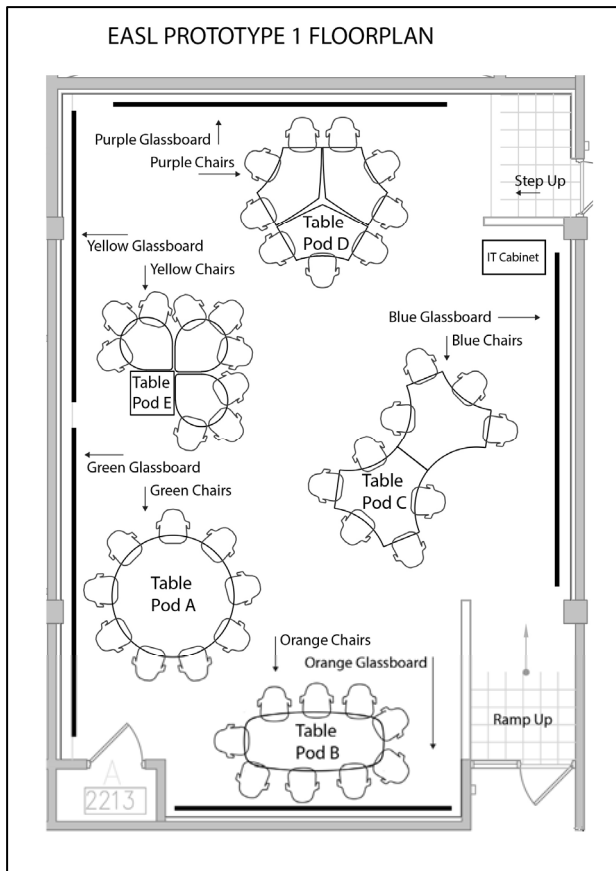 EASL PROTOTYPE 1 FLOORPLAN
Purple Glassboard
Purple Chairs
Table
Pod D
Step Up
Yellow Glassboard
Yellow Chairs
IT Cabinet
Blue Glassboard
Blue Chairs
Table
Pod E
Green Glassboard
Green Chairs
Table
Pod C
Table
Pod A
Orange Chairs
Orange Glassboard
Ramp Up
Table
Pod B
A
2213